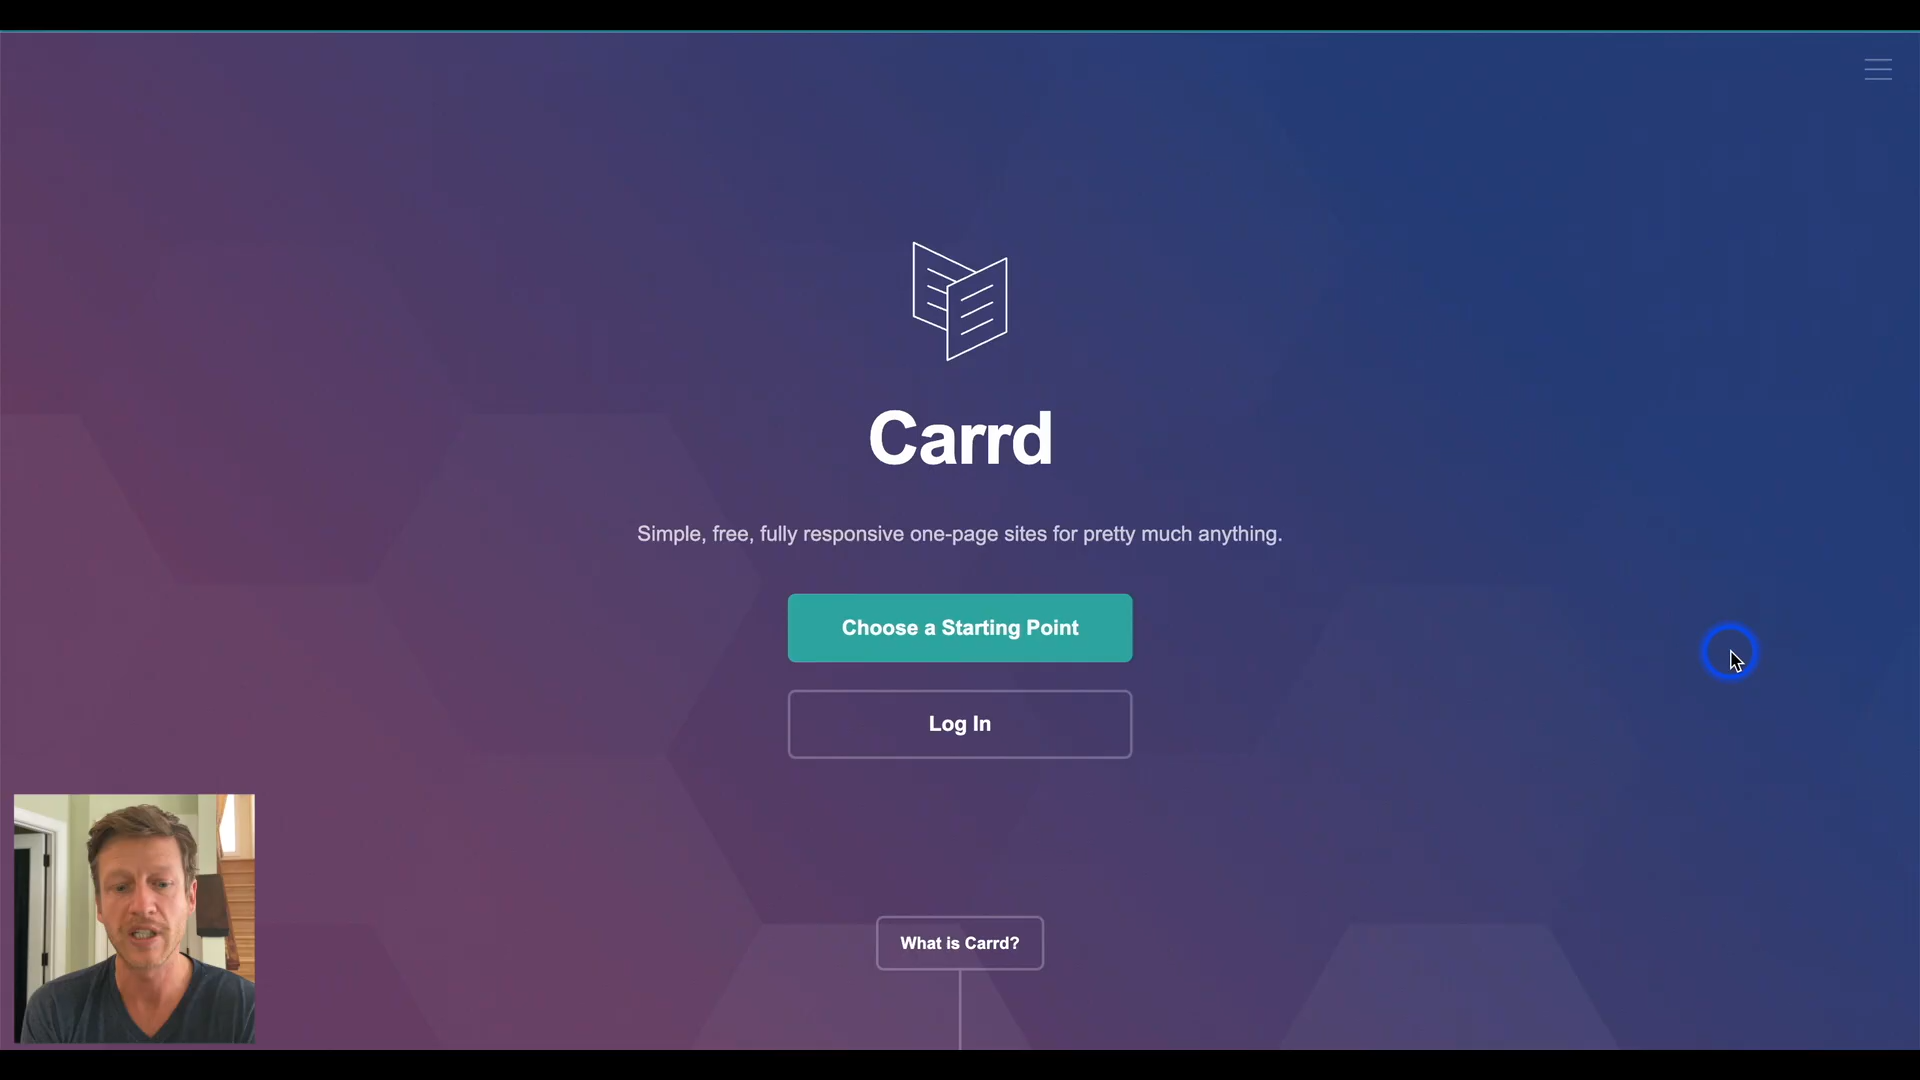 Carrd
Simple, free, fully responsive one-page sites for pretty much anything.
Choose a Starting Point
Log In
What is Carrd?